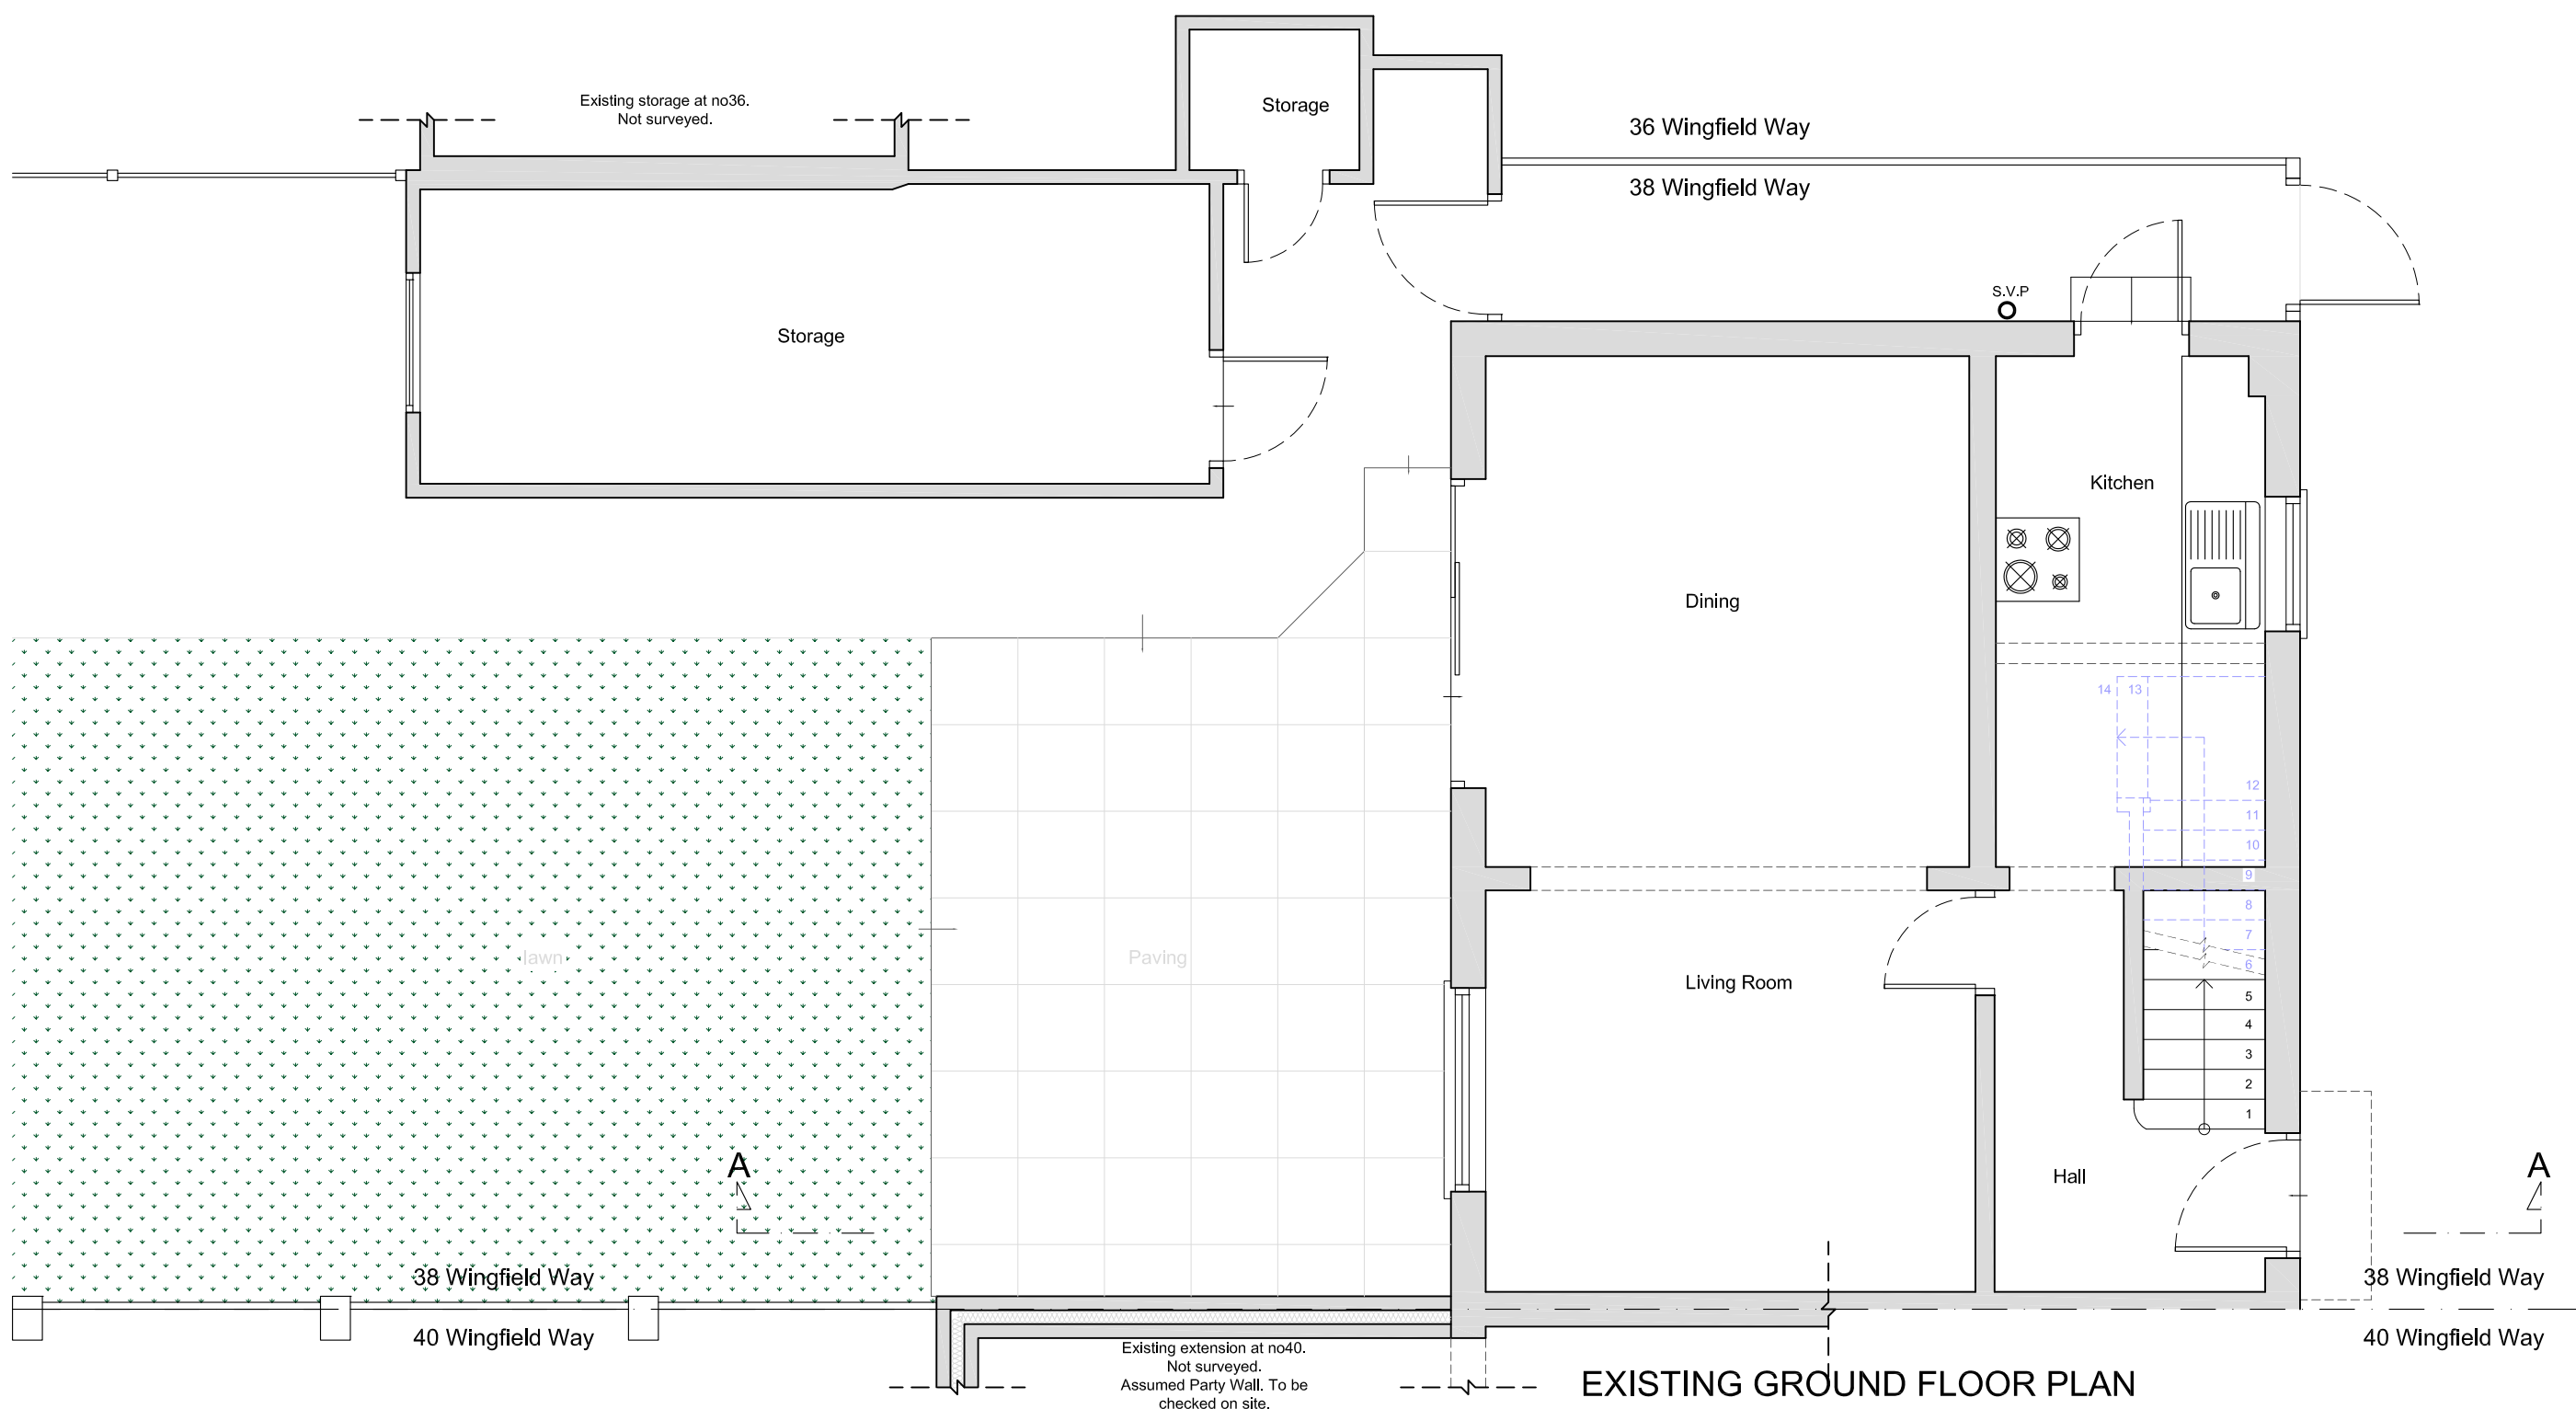 Existing storage at no36.
Not surveyed.
Storage
36 Wingfield Way
38 Wingfield Way
S.V.P
Storage
Kitchen
Dining
14 13
12
11
10
9
8
7
6
5
4
3
2
1
lawn
Paving
Living Room
Hall
A
A
38 Wingfield Way
38 Wingfield Way
40 Wingfield Way
40 Wingfield Way
Existing extension at no40.
Not surveyed.
Assumed Party Wall. To be
checked on site.
EXISTING GROUND FLOOR PLAN